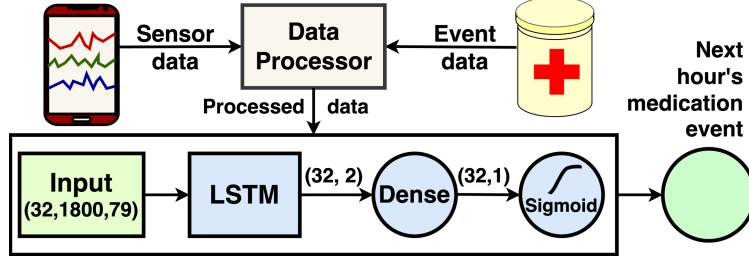 Sensor
data
Data
Processor
Event
data
Processed data
Next
hour's
medication
event
Input
(32,1800,79)
LSTM
(32, 2)
Dense
(32,1)
Sigmoid